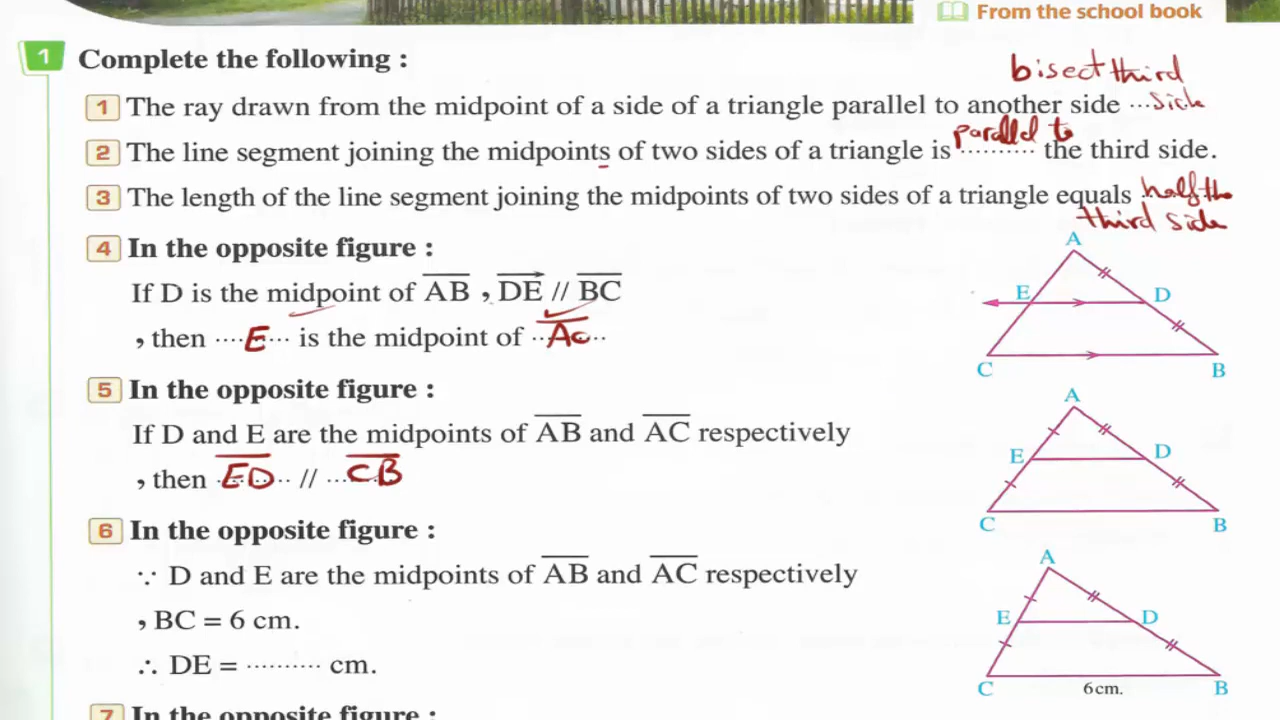 From the school book
1 Complete the following :
bisect third
1 The ray drawn from the midpoint of a side of a triangle parallel to another side ... side
parallel to
2 The line segment joining the midpoints of two sides of a triangle is .......... the third side.
3 The length of the line segment joining the midpoints of two sides of a triangle equals half the
third side
4 In the opposite figure :
If D is the midpoint of AB , DE // BC
, then .... E ... is the midpoint of .. AC ..
A
E D
C B
5 In the opposite figure :
If D and E are the midpoints of AB and AC respectively
, then ED .. // ... CB
A
E D
C B
6 In the opposite figure :
∵ D and E are the midpoints of AB and AC respectively
, BC = 6 cm.
∴ DE = .......... cm.
A
E D
C 6cm. B
7 In the opposite figure :